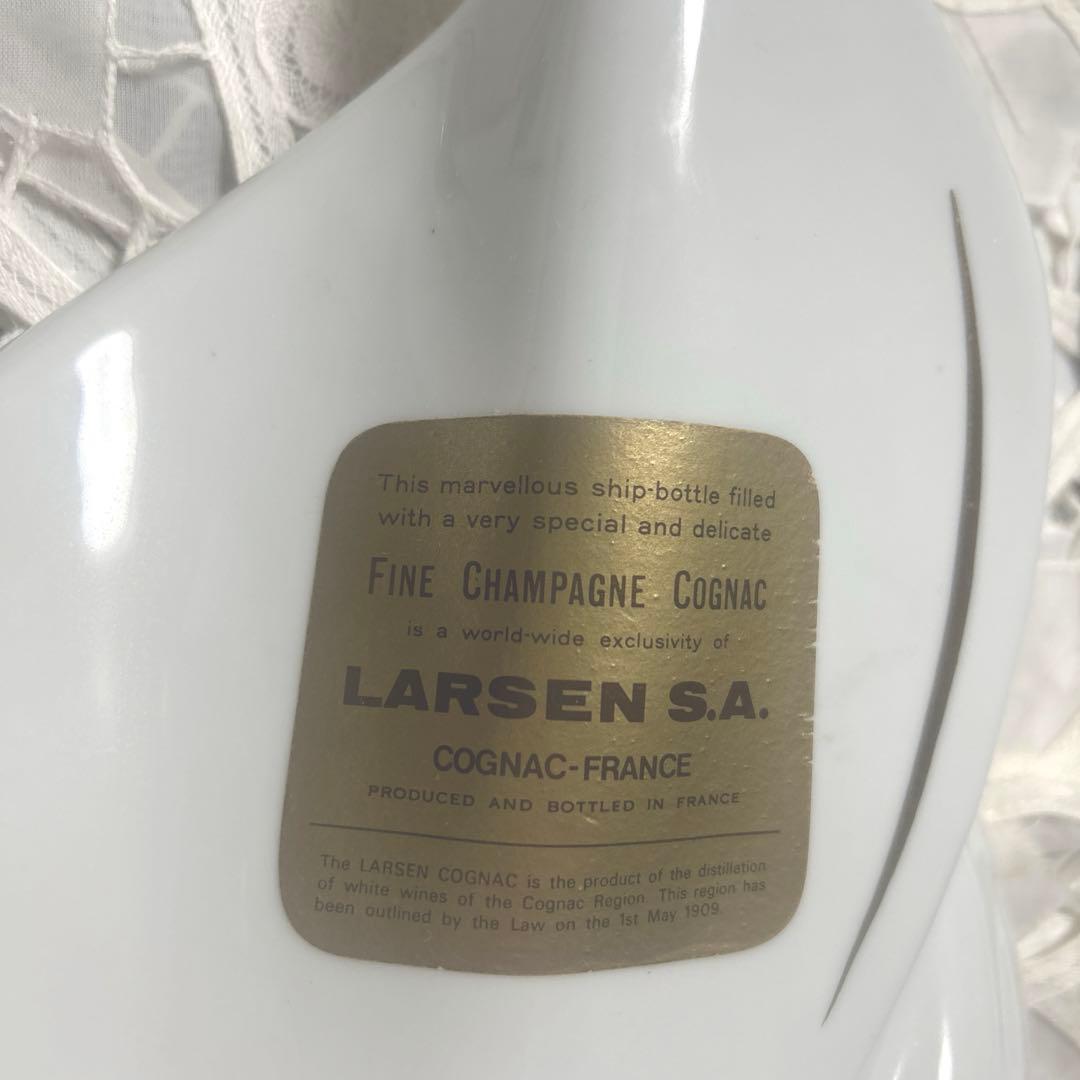 This marvellous ship-bottle filled
with a very special and delicate
FINE CHAMPAGNE COGNAC
is a world-wide exclusivity of
LARSEN S.A.
COGNAC-FRANCE
PRODUCED AND BOTTLED IN FRANCE
The LARSEN COGNAC is the product of the distillation
of white wines of the Cognac Region. This region has
been outlined by the Law on the 1st May 1909.